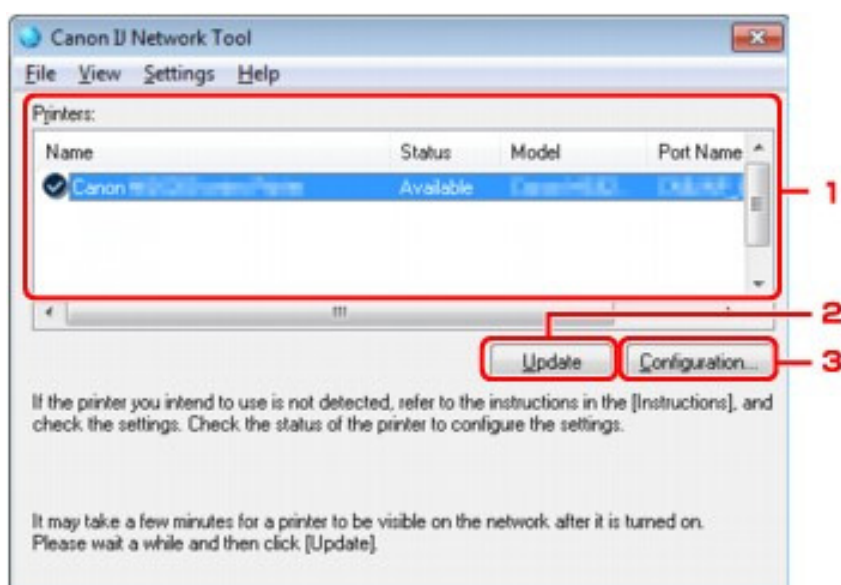 Canon IJ Network Tool
File View Settings Help
Printers:
Name Status Model Port Name
Canon Available
1
2
Update Configuration...
3
If the printer you intend to use is not detected, refer to the instructions in the [Instructions], and
check the settings. Check the status of the printer to configure the settings.
It may take a few minutes for a printer to be visible on the network after it is turned on.
Please wait a while and then click [Update].